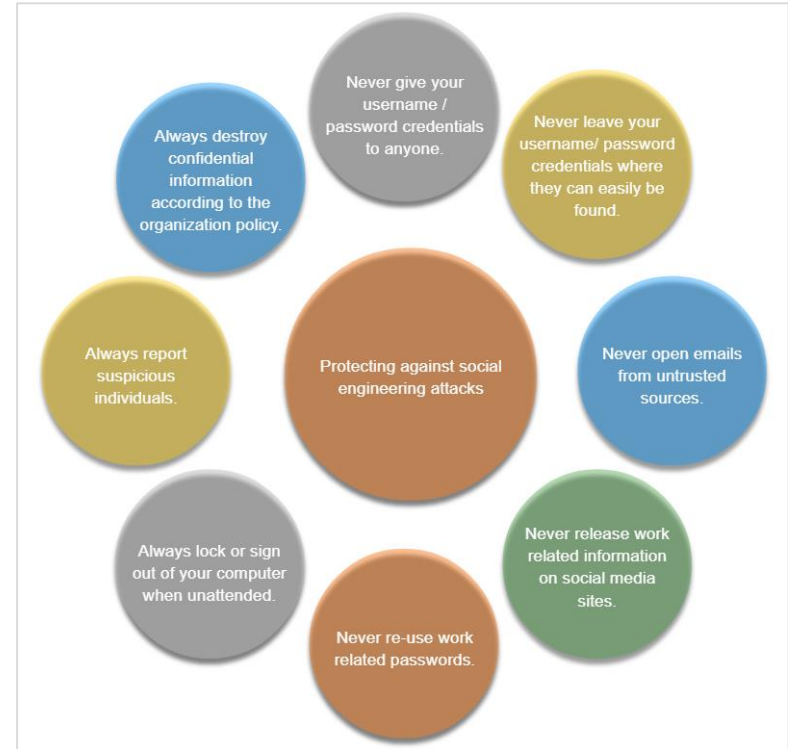 Never give your
username /
password credentials
to anyone.
Never leave your
username/ password
credentials where
they can easily be
found.
Never open emails
from untrusted
sources.
Never release work
related information
on social media
sites.
Never re-use work
related passwords.
Always lock or sign
out of your computer
when unattended.
Always report
suspicious
individuals.
Always destroy
confidential
information
according to the
organization policy.
Protecting against social
engineering attacks